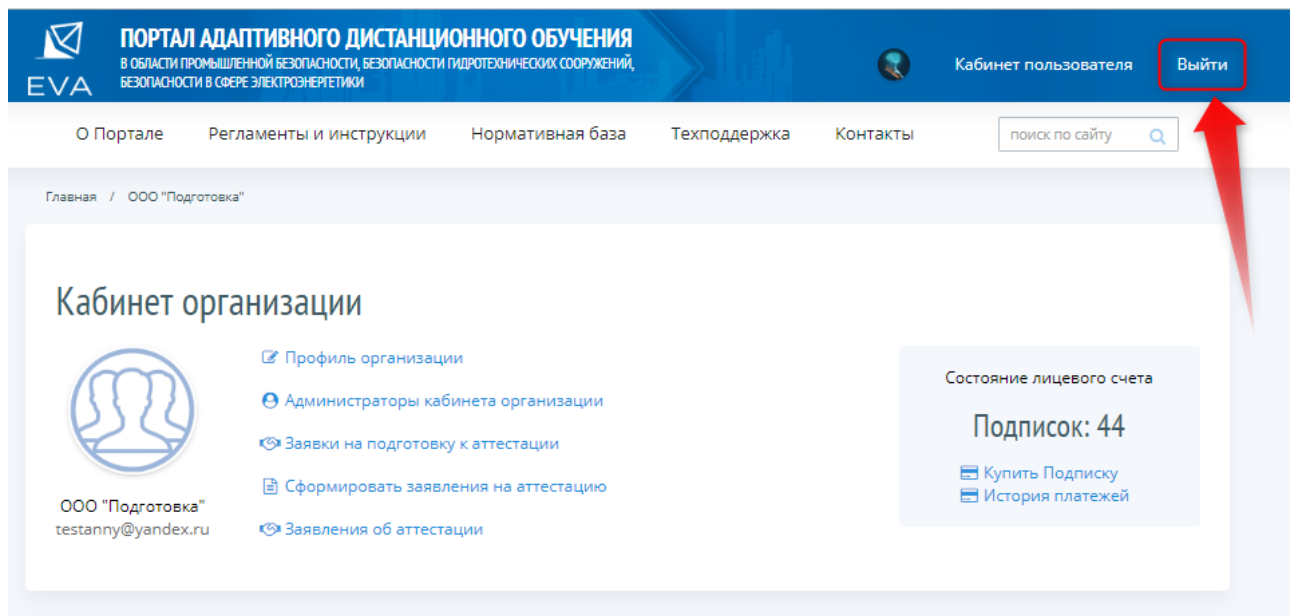 EVA
ПОРТАЛ АДАПТИВНОГО ДИСТАНЦИОННОГО ОБУЧЕНИЯ
В ОБЛАСТИ ПРОМЫШЛЕННОЙ БЕЗОПАСНОСТИ, БЕЗОПАСНОСТИ ГИДРОТЕХНИЧЕСКИХ СООРУЖЕНИЙ,
БЕЗОПАСНОСТИ В СФЕРЕ ЭЛЕКТРОЭНЕРГЕТИКИ
Кабинет пользователя
Выйти
О Портале
Регламенты и инструкции
Нормативная база
Техподдержка
Контакты
поиск по сайту
Главная / ООО "Подготовка"
Кабинет организации
Профиль организации
Администраторы кабинета организации
Заявки на подготовку к аттестации
Сформировать заявления на аттестацию
Заявления об аттестации
ООО "Подготовка"
testanny@yandex.ru
Состояние лицевого счета
Подписок: 44
Купить Подписку
История платежей